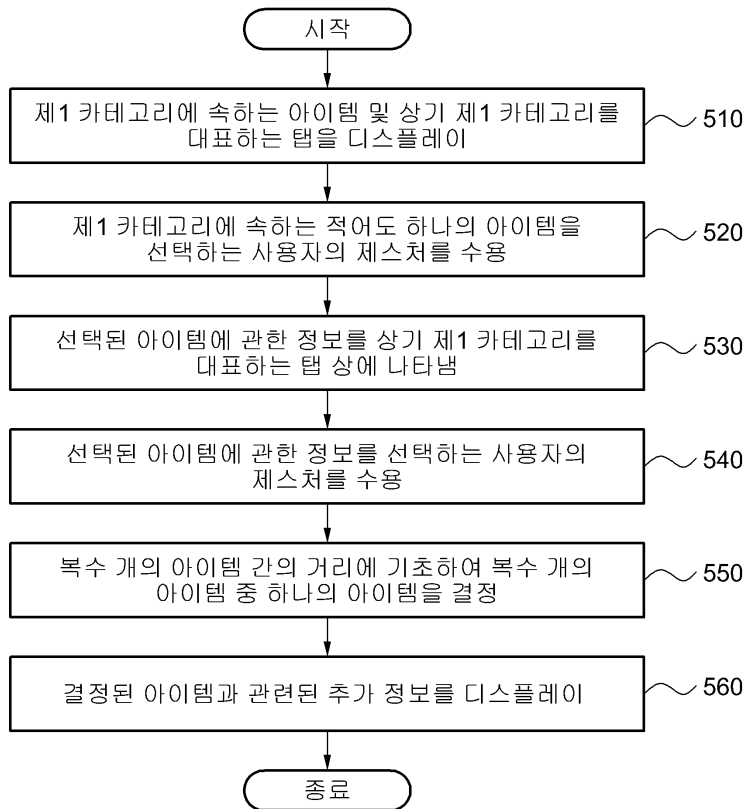 시작
제1 카테고리에 속하는 아이템 및 상기 제1 카테고리를
대표하는 탭을 디스플레이
510
제1 카테고리에 속하는 적어도 하나의 아이템을
선택하는 사용자의 제스처를 수용
520
선택된 아이템에 관한 정보를 상기 제1 카테고리를
대표하는 탭 상에 나타냄
530
선택된 아이템에 관한 정보를 선택하는 사용자의
제스처를 수용
540
복수 개의 아이템 간의 거리에 기초하여 복수 개의
아이템 중 하나의 아이템을 결정
550
결정된 아이템과 관련된 추가 정보를 디스플레이
560
종료